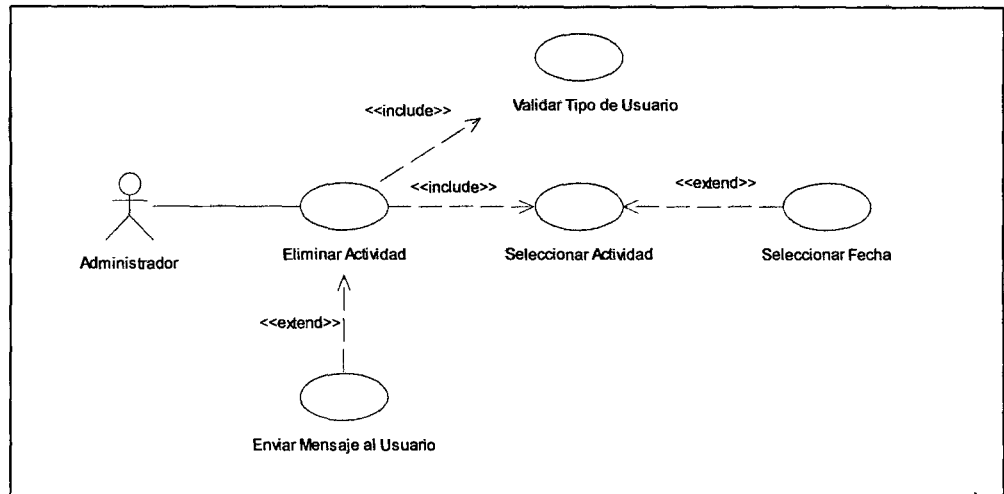 Validar Tipo de Usuario
<<include>>
<<include>>
<<extend>>
Administrador
Eliminar Actividad
Seleccionar Actividad
Seleccionar Fecha
<<extend>>
Enviar Mensaje al Usuario